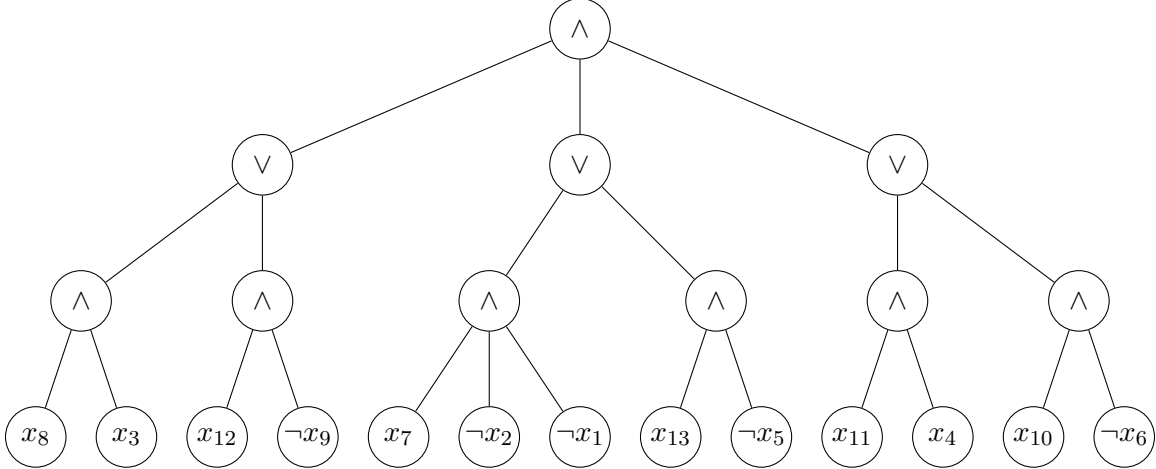 ∧
∨ ∨ ∨
∧ ∧ ∧ ∧ ∧ ∧
x₈ x₃ x₁₂ ¬x₉ x₇ ¬x₂ ¬x₁ x₁₃ ¬x₅ x₁₁ x₄ x₁₀ ¬x₆